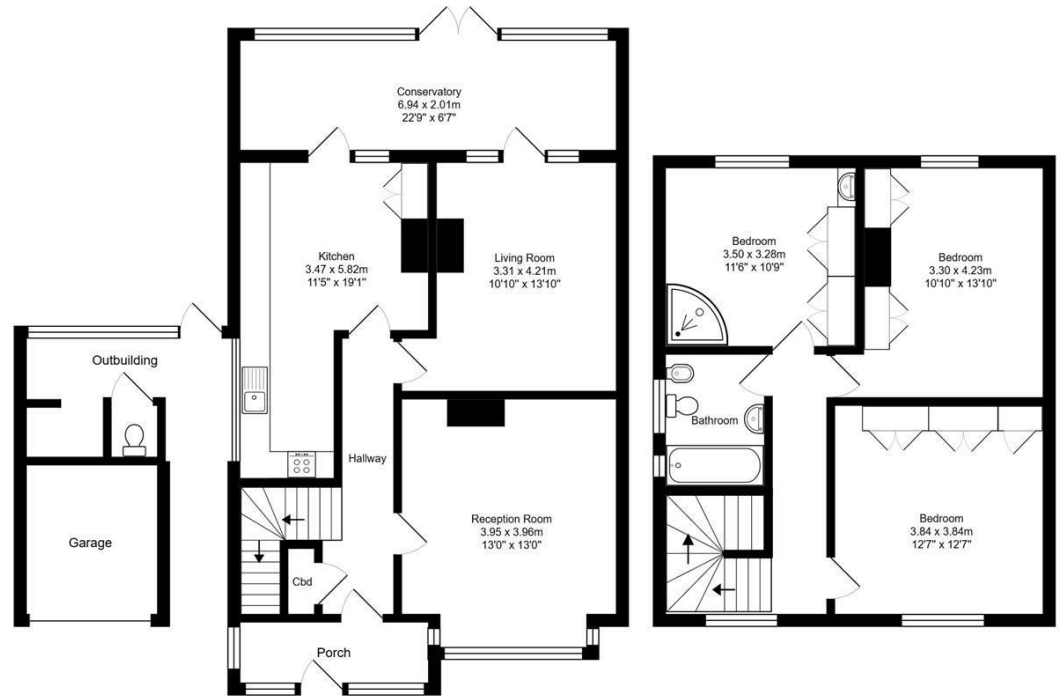 Conservatory
6.94 x 2.01m
22'9" x 6'7"
Kitchen
3.47 x 5.82m
11'5" x 19'1"
Living Room
3.31 x 4.21m
10'10" x 13'10"
Outbuilding
Garage
Hallway
Reception Room
3.95 x 3.96m
13'0" x 13'0"
Cbd
Porch
Bedroom
3.50 x 3.28m
11'6" x 10'9"
Bedroom
3.30 x 4.23m
10'10" x 13'10"
Bathroom
Bedroom
3.84 x 3.84m
12'7" x 12'7"